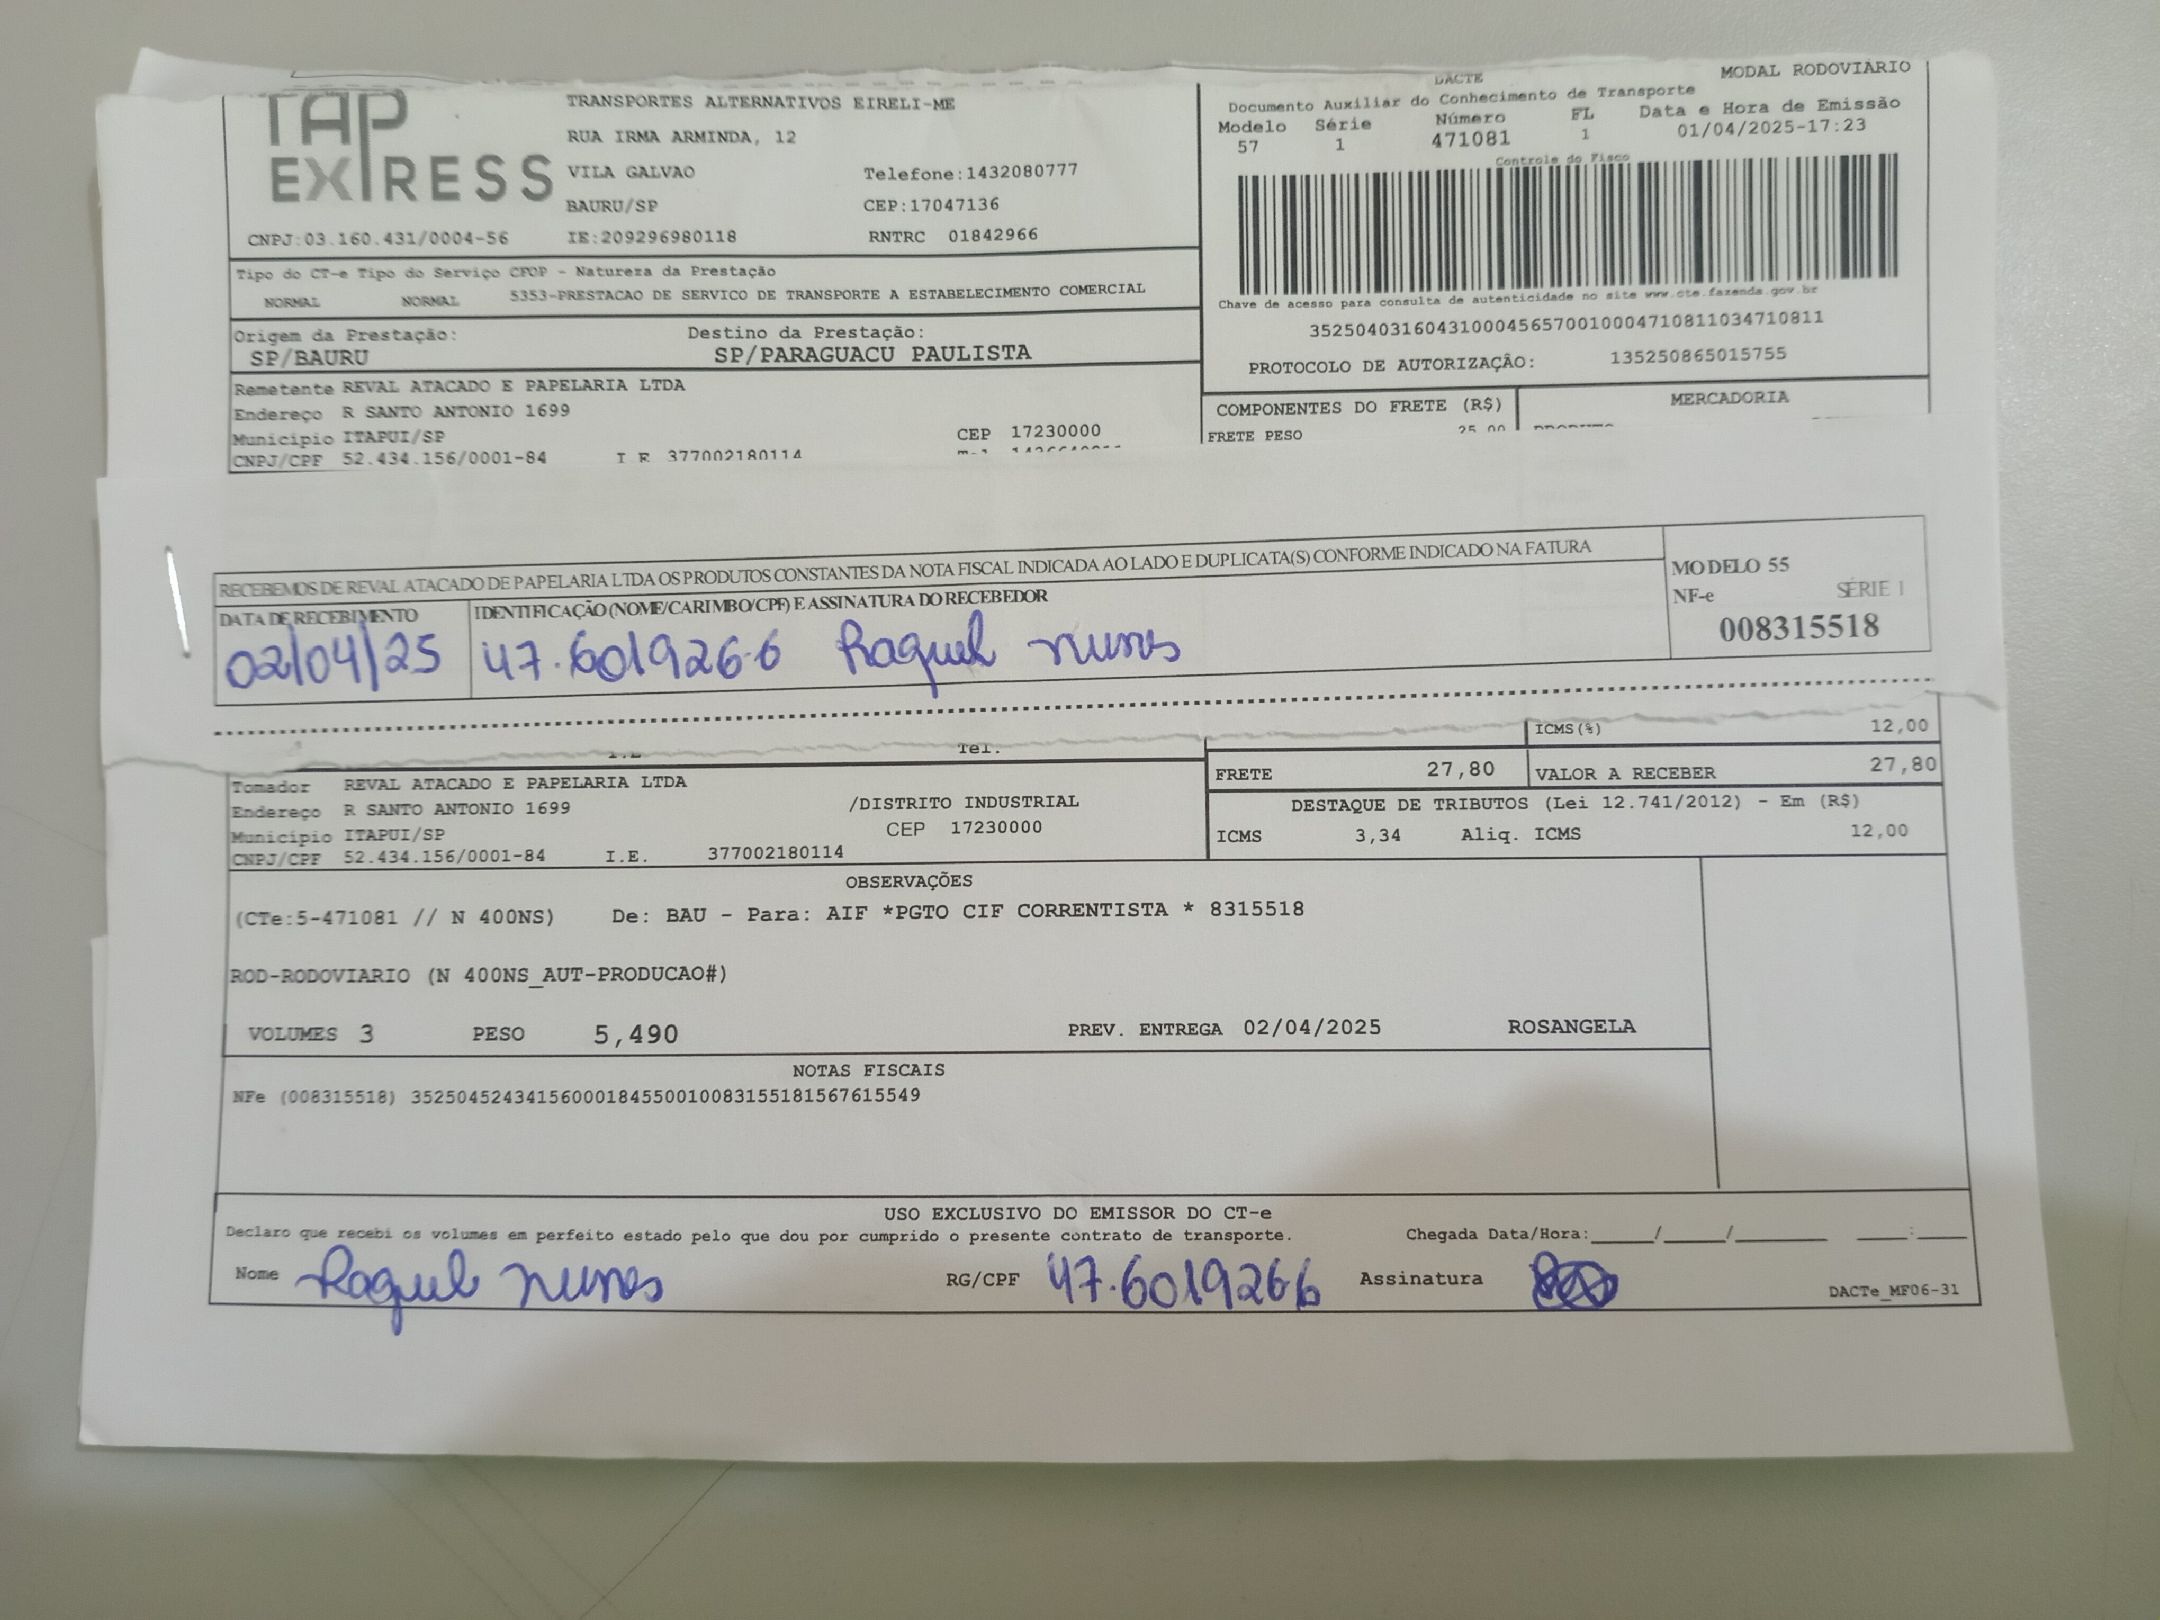 TAP EXPRESS
TRANSPORTES ALTERNATIVOS EIRELI-ME
RUA IRMA ARMINDA, 12
VILA GALVAO Telefone:1432080777
BAURU/SP CEP:17047136
CNPJ:03.160.431/0004-56 IE:209296980118 RNTRC 01842966
DACTE MODAL RODOVIÁRIO
Documento Auxiliar do Conhecimento de Transporte
Modelo Série Número FL Data e Hora de Emissão
57 1 471081 1 01/04/2025-17:23
Controle do Fisco
Chave de acesso para consulta de autenticidade no site www.cte.fazenda.gov.br
35250403160431000456570010004710811034710811
PROTOCOLO DE AUTORIZAÇÃO: 135250865015755
Tipo do CT-e Tipo do Serviço CFOP - Natureza da Prestação
NORMAL NORMAL 5353-PRESTACAO DE SERVICO DE TRANSPORTE A ESTABELECIMENTO COMERCIAL
Origem da Prestação: Destino da Prestação:
SP/BAURU SP/PARAGUACU PAULISTA
Remetente REVAL ATACADO E PAPELARIA LTDA
Endereço R SANTO ANTONIO 1699
Município ITAPUI/SP CEP 17230000
CNPJ/CPF 52.434.156/0001-84 I E 377002180114
COMPONENTES DO FRETE (R$) MERCADORIA
FRETE PESO 25,00
RECEBEMOS DE REVAL ATACADO DE PAPELARIA LTDA OS PRODUTOS CONSTANTES DA NOTA FISCAL INDICADA AO LADO E DUPLICATA(S) CONFORME INDICADO NA FATURA
DATA DE RECEBIMENTO IDENTIFICAÇÃO (NOME/CARIMBO/CPF) E ASSINATURA DO RECEBEDOR
02/04/25 47.6019266 Raquel Nunes
MODELO 55
NF-e SÉRIE 1
008315518
Tel.
ICMS(%) 12,00
FRETE 27,80 VALOR A RECEBER 27,80
Tomador REVAL ATACADO E PAPELARIA LTDA
Endereço R SANTO ANTONIO 1699 /DISTRITO INDUSTRIAL
Município ITAPUI/SP CEP 17230000
CNPJ/CPF 52.434.156/0001-84 I.E. 377002180114
DESTAQUE DE TRIBUTOS (Lei 12.741/2012) - Em (R$)
ICMS 3,34 Aliq. ICMS 12,00
OBSERVAÇÕES
(CTe:5-471081 // N 400NS) De: BAU - Para: AIF *PGTO CIF CORRENTISTA * 8315518
ROD-RODOVIARIO (N 400NS_AUT-PRODUCAO#)
VOLUMES 3 PESO 5,490 PREV. ENTREGA 02/04/2025 ROSANGELA
NOTAS FISCAIS
NFe (008315518) 35250452434156000184550010083155181567615549
USO EXCLUSIVO DO EMISSOR DO CT-e
Declaro que recebi os volumes em perfeito estado pelo que dou por cumprido o presente contrato de transporte. Chegada Data/Hora:_____/_____/_______ ____:____
Nome Raquel Nunes RG/CPF 47.6019266 Assinatura
DACTe_MF06-31